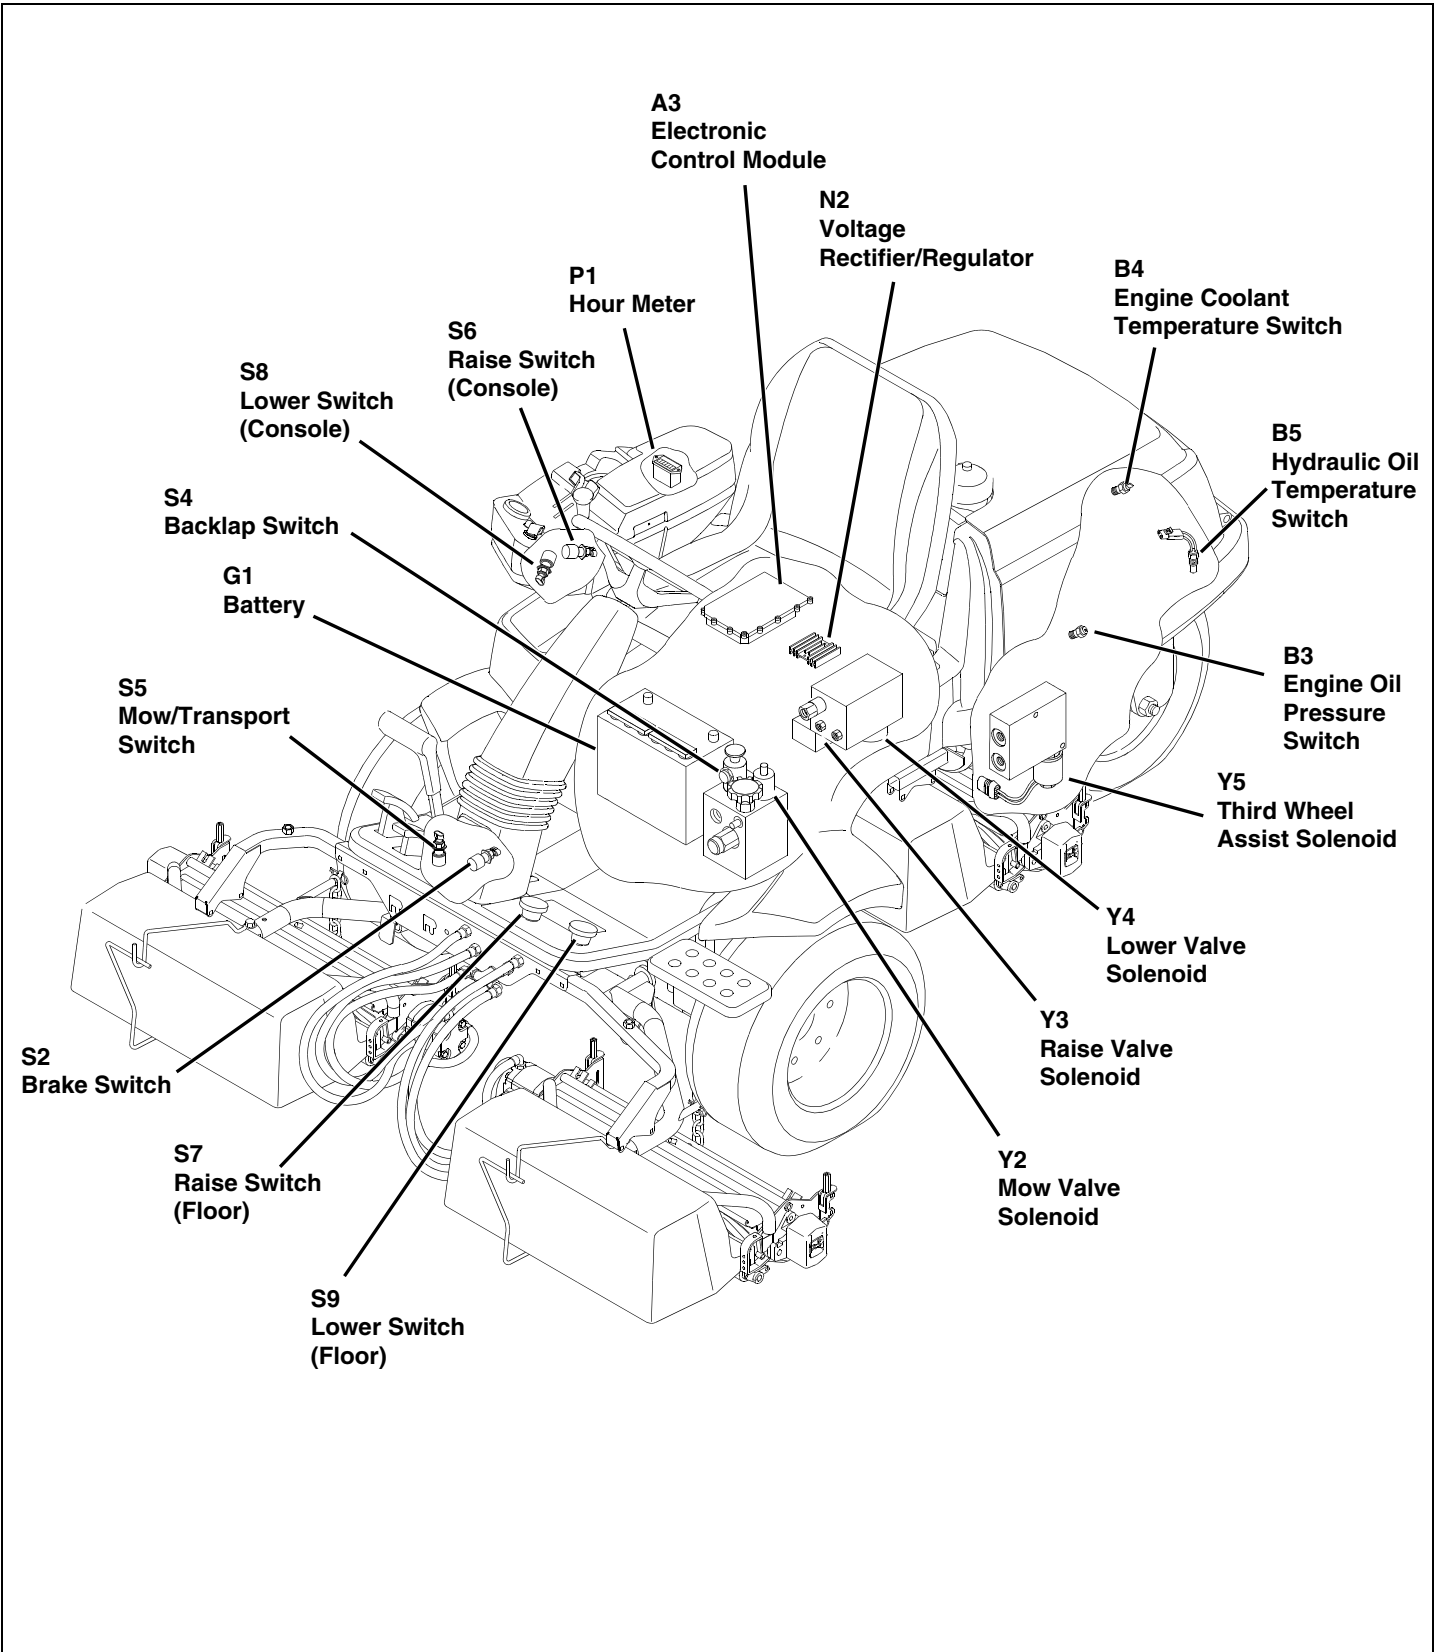 A3
Electronic
Control Module
N2
Voltage
Rectifier/Regulator
P1
Hour Meter
B4
Engine Coolant
Temperature Switch
S6
Raise Switch
(Console)
S8
Lower Switch
(Console)
B5
Hydraulic Oil
Temperature
Switch
S4
Backlap Switch
G1
Battery
B3
Engine Oil
Pressure
Switch
S5
Mow/Transport
Switch
Y5
Third Wheel
Assist Solenoid
Y4
Lower Valve
Solenoid
Y3
Raise Valve
Solenoid
S2
Brake Switch
S7
Raise Switch
(Floor)
Y2
Mow Valve
Solenoid
S9
Lower Switch
(Floor)